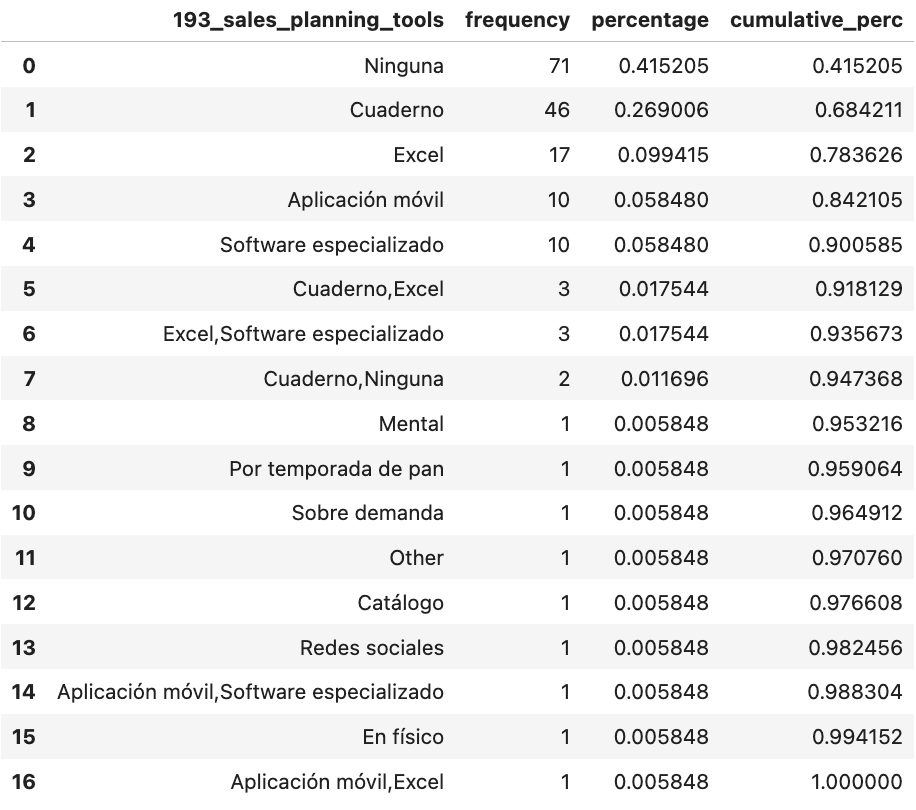 193_sales_planning_tools frequency percentage cumulative_perc
0 Ninguna 71 0.415205 0.415205
1 Cuaderno 46 0.269006 0.684211
2 Excel 17 0.099415 0.783626
3 Aplicación móvil 10 0.058480 0.842105
4 Software especializado 10 0.058480 0.900585
5 Cuaderno,Excel 3 0.017544 0.918129
6 Excel,Software especializado 3 0.017544 0.935673
7 Cuaderno,Ninguna 2 0.011696 0.947368
8 Mental 1 0.005848 0.953216
9 Por temporada de pan 1 0.005848 0.959064
10 Sobre demanda 1 0.005848 0.964912
11 Other 1 0.005848 0.970760
12 Catálogo 1 0.005848 0.976608
13 Redes sociales 1 0.005848 0.982456
14 Aplicación móvil,Software especializado 1 0.005848 0.988304
15 En físico 1 0.005848 0.994152
16 Aplicación móvil,Excel 1 0.005848 1.000000